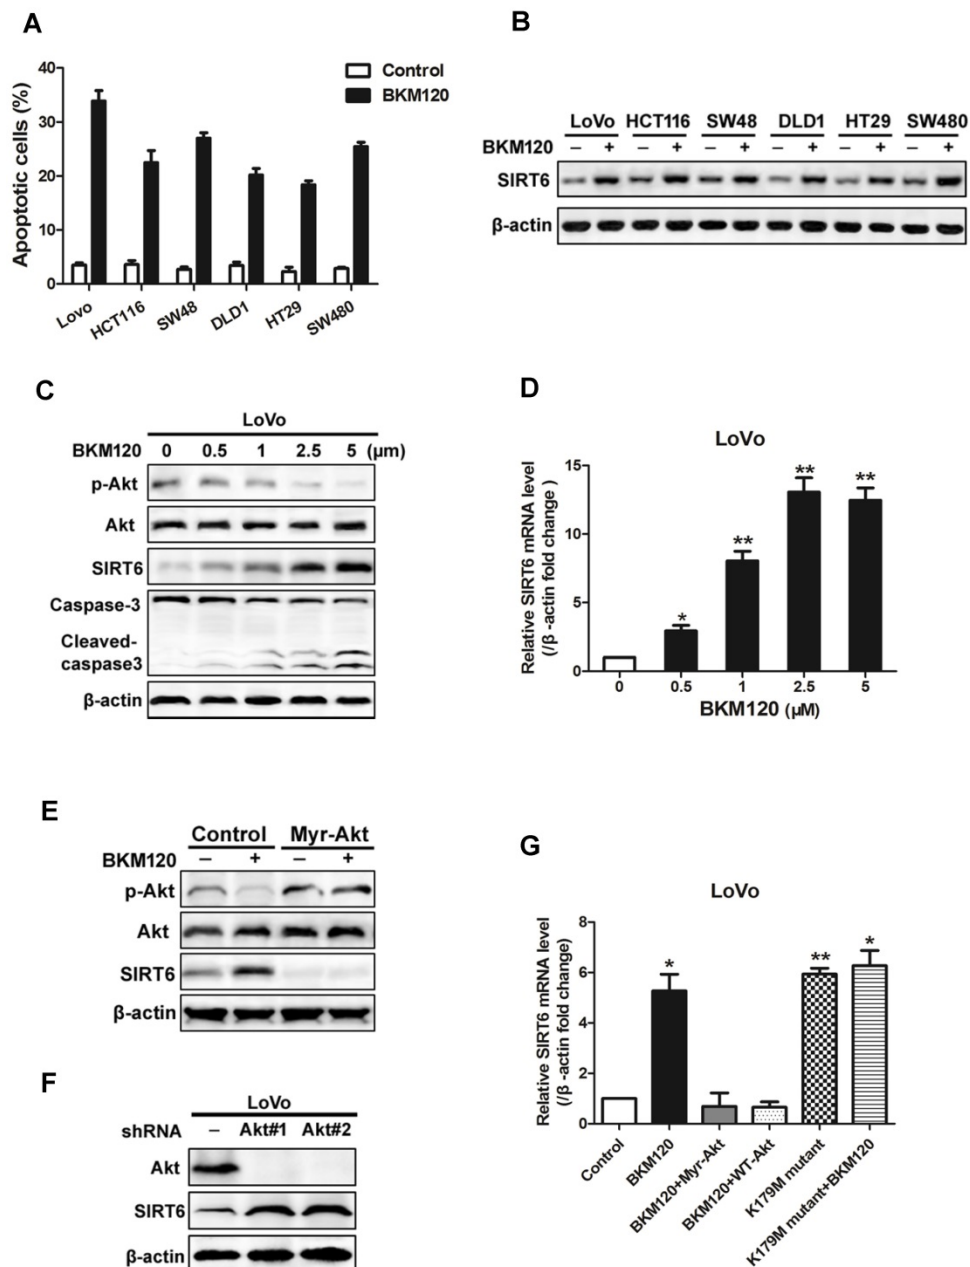 A
Apoptotic cells (%)
40
30
20
10
0
Control
BKM120
Lovo
HCT116
SW48
DLD1
HT29
SW480
B
LoVo HCT116 SW48 DLD1 HT29 SW480
BKM120 – + – + – + – + – + – +
SIRT6
β-actin
C
LoVo
BKM120 0 0.5 1 2.5 5 (μm)
p-Akt
Akt
SIRT6
Caspase-3
Cleaved-
caspase3
β-actin
D
LoVo
Relative SIRT6 mRNA level
(/β -actin fold change )
15
10
5
0
*
**
**
**
0 0.5 1 2.5 5
BKM120 (μM)
E
Control Myr-Akt
BKM120 – + – +
p-Akt
Akt
SIRT6
β-actin
F
LoVo
shRNA – Akt#1 Akt#2
Akt
SIRT6
β-actin
G
LoVo
Relative SIRT6 mRNA level
(/β -actin fold change)
8
6
4
2
0
*
**
*
Control
BKM120
BKM120+Myr-Akt
BKM120+WT-Akt
K179M mutant
K179M mutant+BKM120